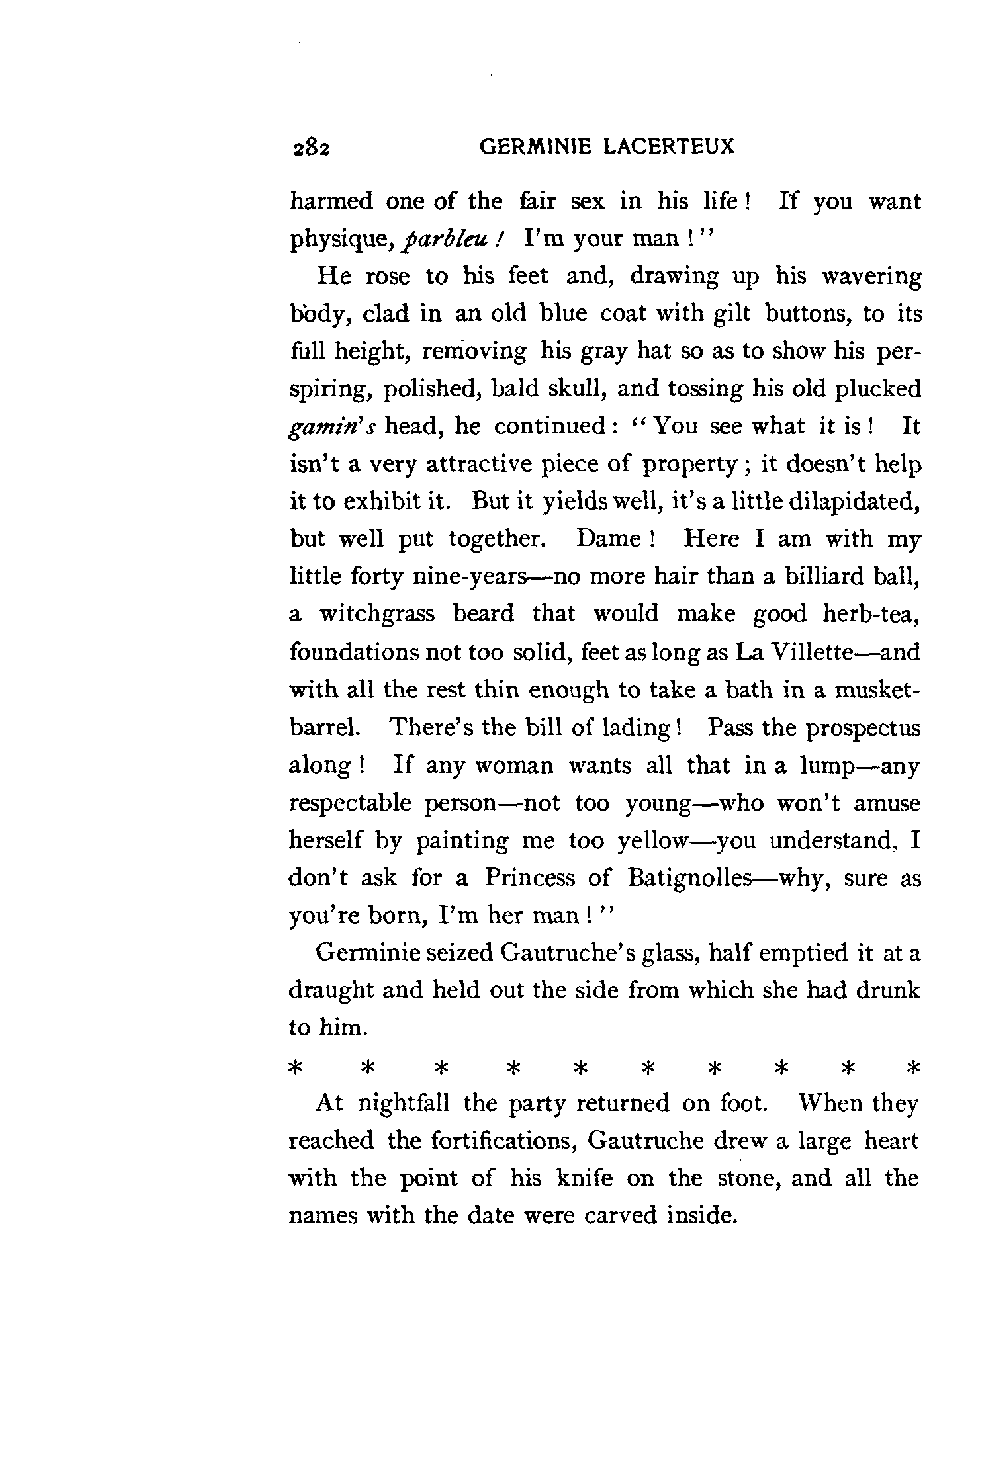 282 GERMINIE LACERTEUX
harmed one of the fair sex in his life! If you want
physique, parbleu! I'm your man!"
He rose to his feet and, drawing up his wavering
body, clad in an old blue coat with gilt buttons, to its
full height, removing his gray hat so as to show his per-
spiring, polished, bald skull, and tossing his old plucked
gamin's head, he continued: "You see what it is! It
isn't a very attractive piece of property; it doesn't help
it to exhibit it. But it yields well, it's a little dilapidated,
but well put together. Dame! Here I am with my
little forty nine-years—no more hair than a billiard ball,
a witchgrass beard that would make good herb-tea,
foundations not too solid, feet as long as La Villette—and
with all the rest thin enough to take a bath in a musket-
barrel. There's the bill of lading! Pass the prospectus
along! If any woman wants all that in a lump—any
respectable person—not too young—who won't amuse
herself by painting me too yellow—you understand, I
don't ask for a Princess of Batignolles—why, sure as
you're born, I'm her man!"
Germinie seized Gautruche's glass, half emptied it at a
draught and held out the side from which she had drunk
to him.
* * * * * * * * * *
At nightfall the party returned on foot. When they
reached the fortifications, Gautruche drew a large heart
with the point of his knife on the stone, and all the
names with the date were carved inside.